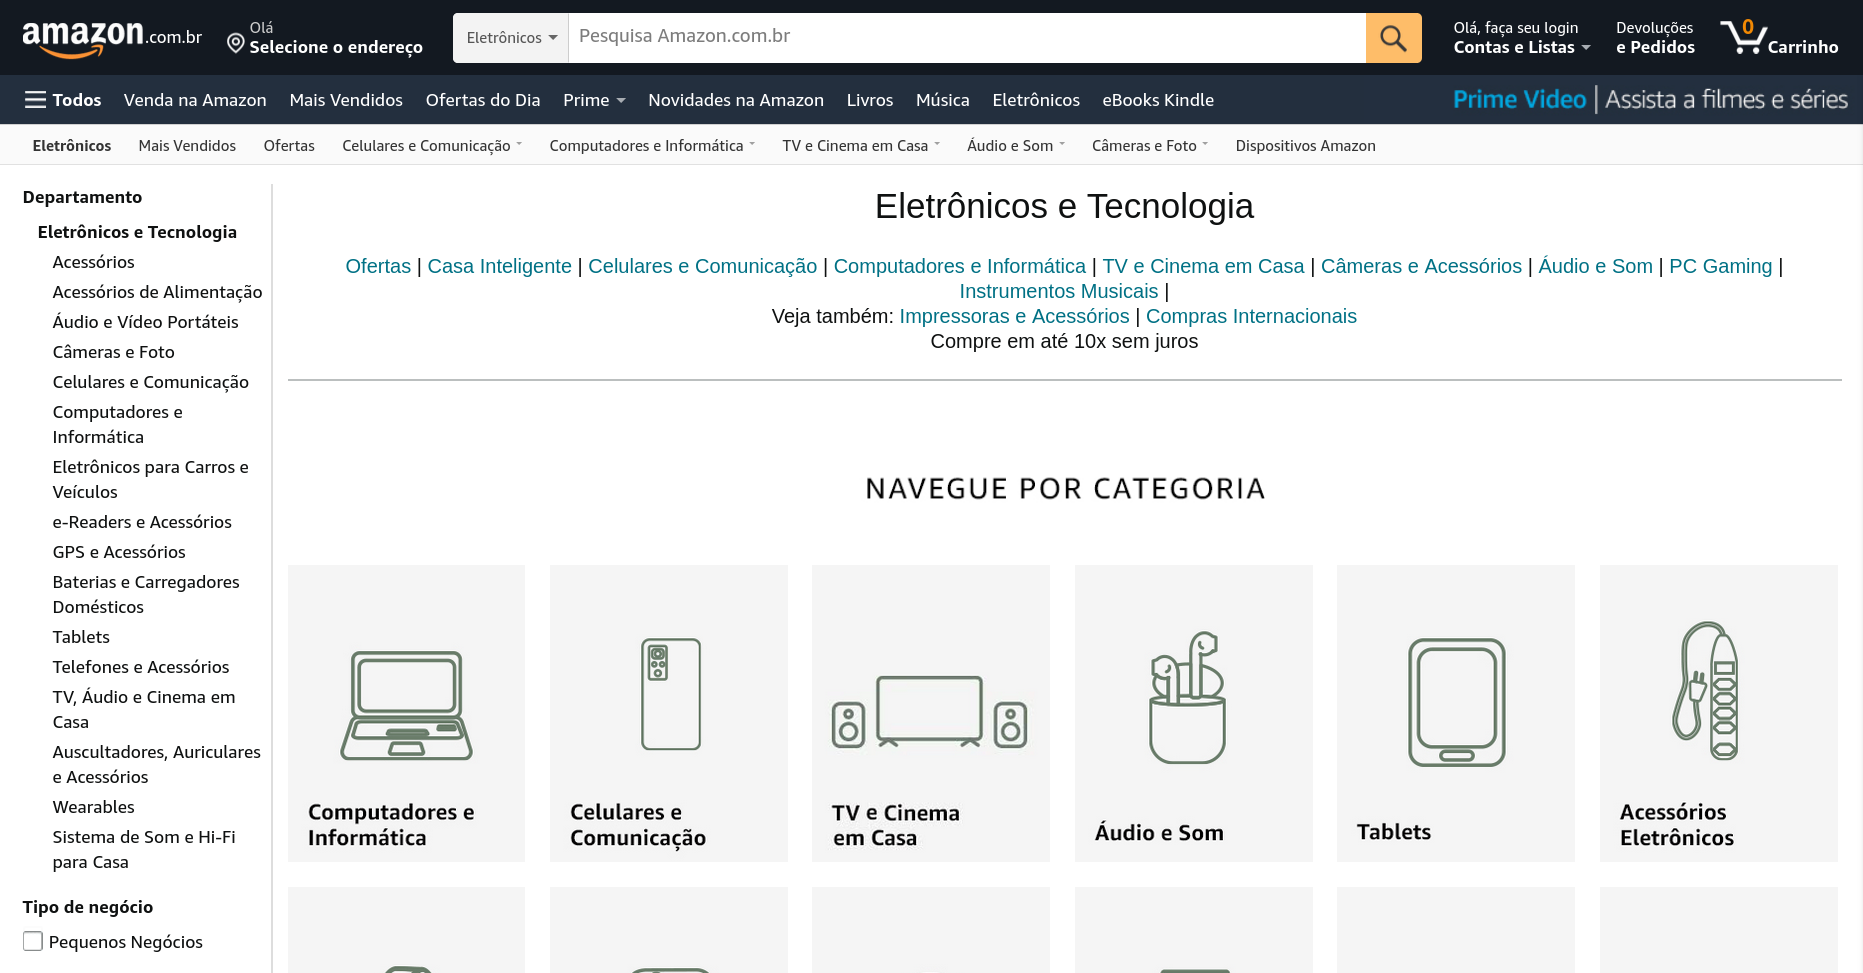 amazon.com.br
Olá
Selecione o endereço
Eletrônicos
Pesquisa Amazon.com.br
Olá, faça seu login
Contas e Listas
Devoluções
e Pedidos
0
Carrinho
Todos
Venda na Amazon
Mais Vendidos
Ofertas do Dia
Prime
Novidades na Amazon
Livros
Música
Eletrônicos
eBooks Kindle
Prime Video | Assista a filmes e séries
Eletrônicos
Mais Vendidos
Ofertas
Celulares e Comunicação
Computadores e Informática
TV e Cinema em Casa
Áudio e Som
Câmeras e Foto
Dispositivos Amazon
Departamento
Eletrônicos e Tecnologia
Acessórios
Acessórios de Alimentação
Áudio e Vídeo Portáteis
Câmeras e Foto
Celulares e Comunicação
Computadores e
Informática
Eletrônicos para Carros e
Veículos
e-Readers e Acessórios
GPS e Acessórios
Baterias e Carregadores
Domésticos
Tablets
Telefones e Acessórios
TV, Áudio e Cinema em
Casa
Auscultadores, Auriculares
e Acessórios
Wearables
Sistema de Som e Hi-Fi
para Casa
Tipo de negócio
Pequenos Negócios
Eletrônicos e Tecnologia
Ofertas | Casa Inteligente | Celulares e Comunicação | Computadores e Informática | TV e Cinema em Casa | Câmeras e Acessórios | Áudio e Som | PC Gaming |
Instrumentos Musicais |
Veja também: Impressoras e Acessórios | Compras Internacionais
Compre em até 10x sem juros
NAVEGUE POR CATEGORIA
Computadores e
Informática
Celulares e
Comunicação
TV e Cinema
em Casa
Áudio e Som
Tablets
Acessórios
Eletrônicos